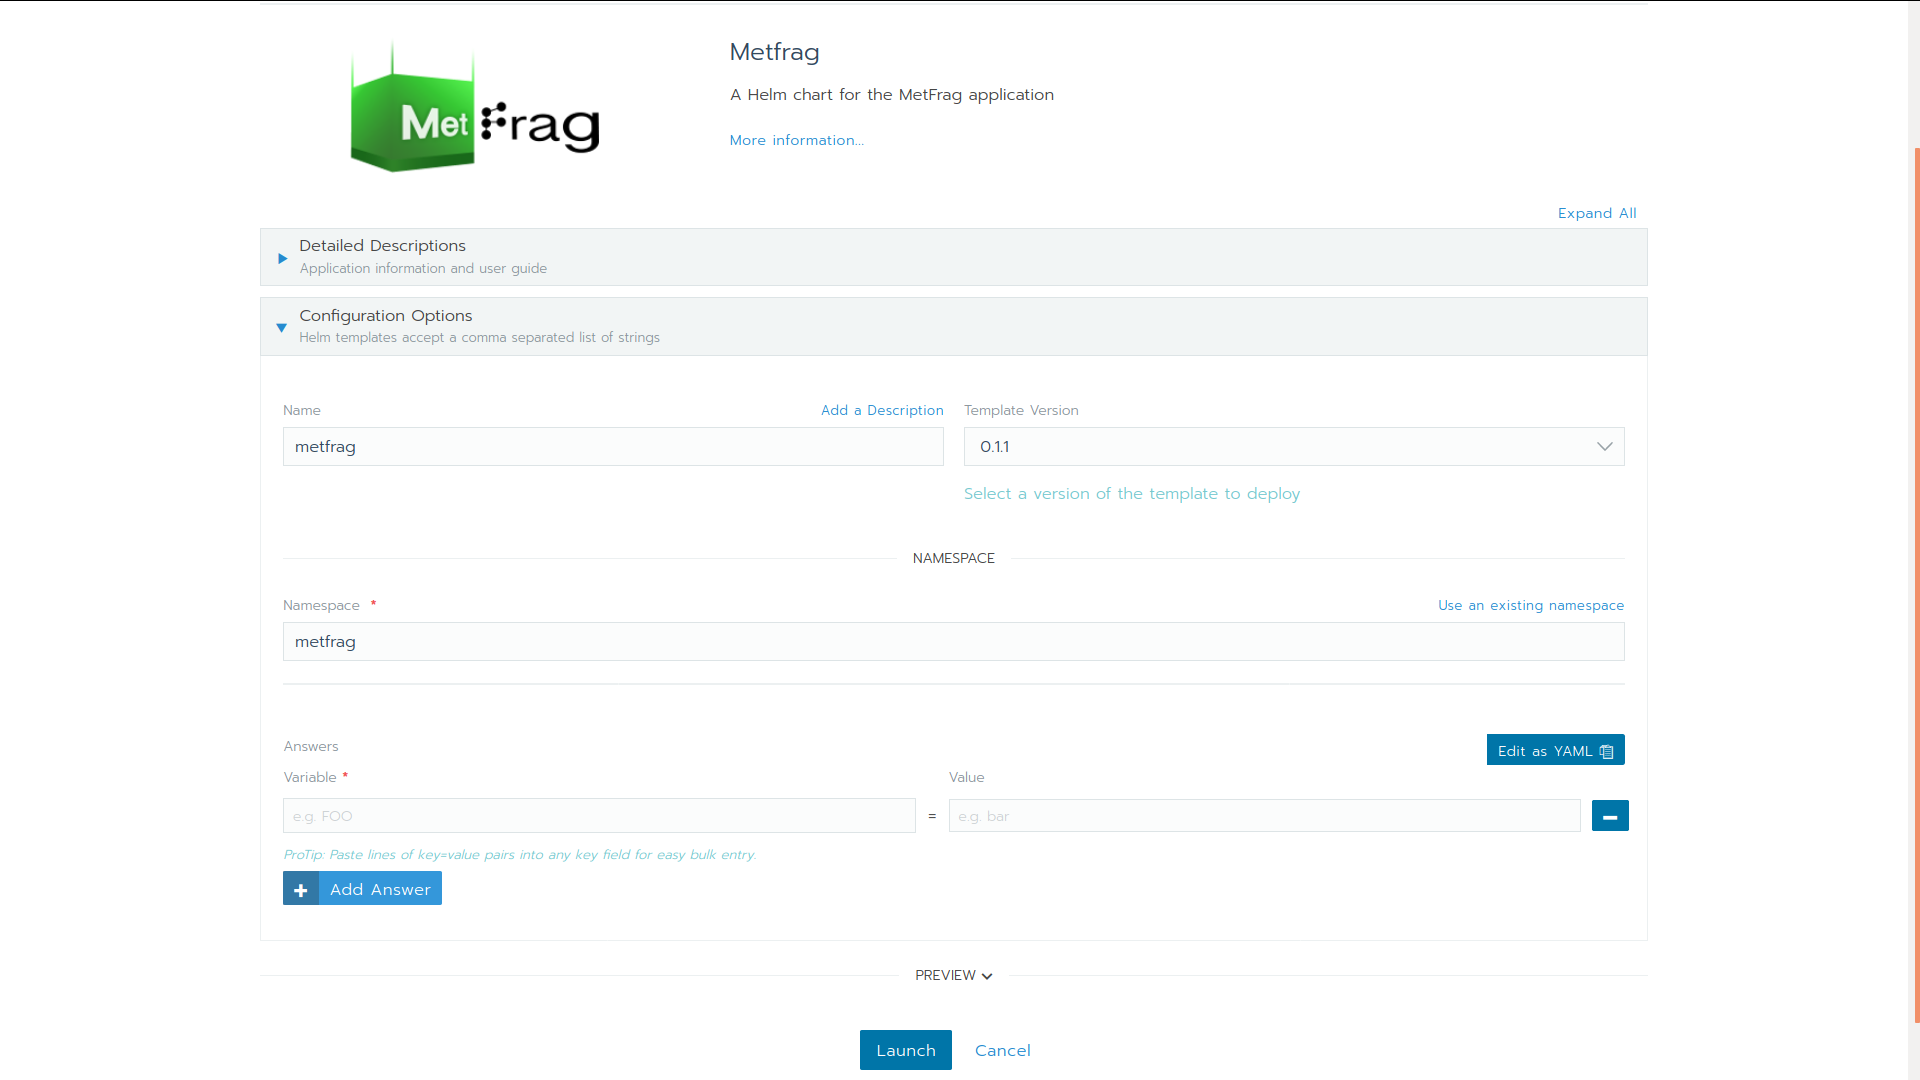 MetFrag
Metfrag
A Helm chart for the MetFrag application
More information...
Expand All
Detailed Descriptions
Application information and user guide
Configuration Options
Helm templates accept a comma separated list of strings
Name
Add a Description
Template Version
metfrag
0.1.1
Select a version of the template to deploy
NAMESPACE
Namespace *
Use an existing namespace
metfrag
Answers
Edit as YAML
Variable *
Value
e.g. FOO
=
e.g. bar
ProTip: Paste lines of key=value pairs into any key field for easy bulk entry.
Add Answer
PREVIEW
Launch
Cancel